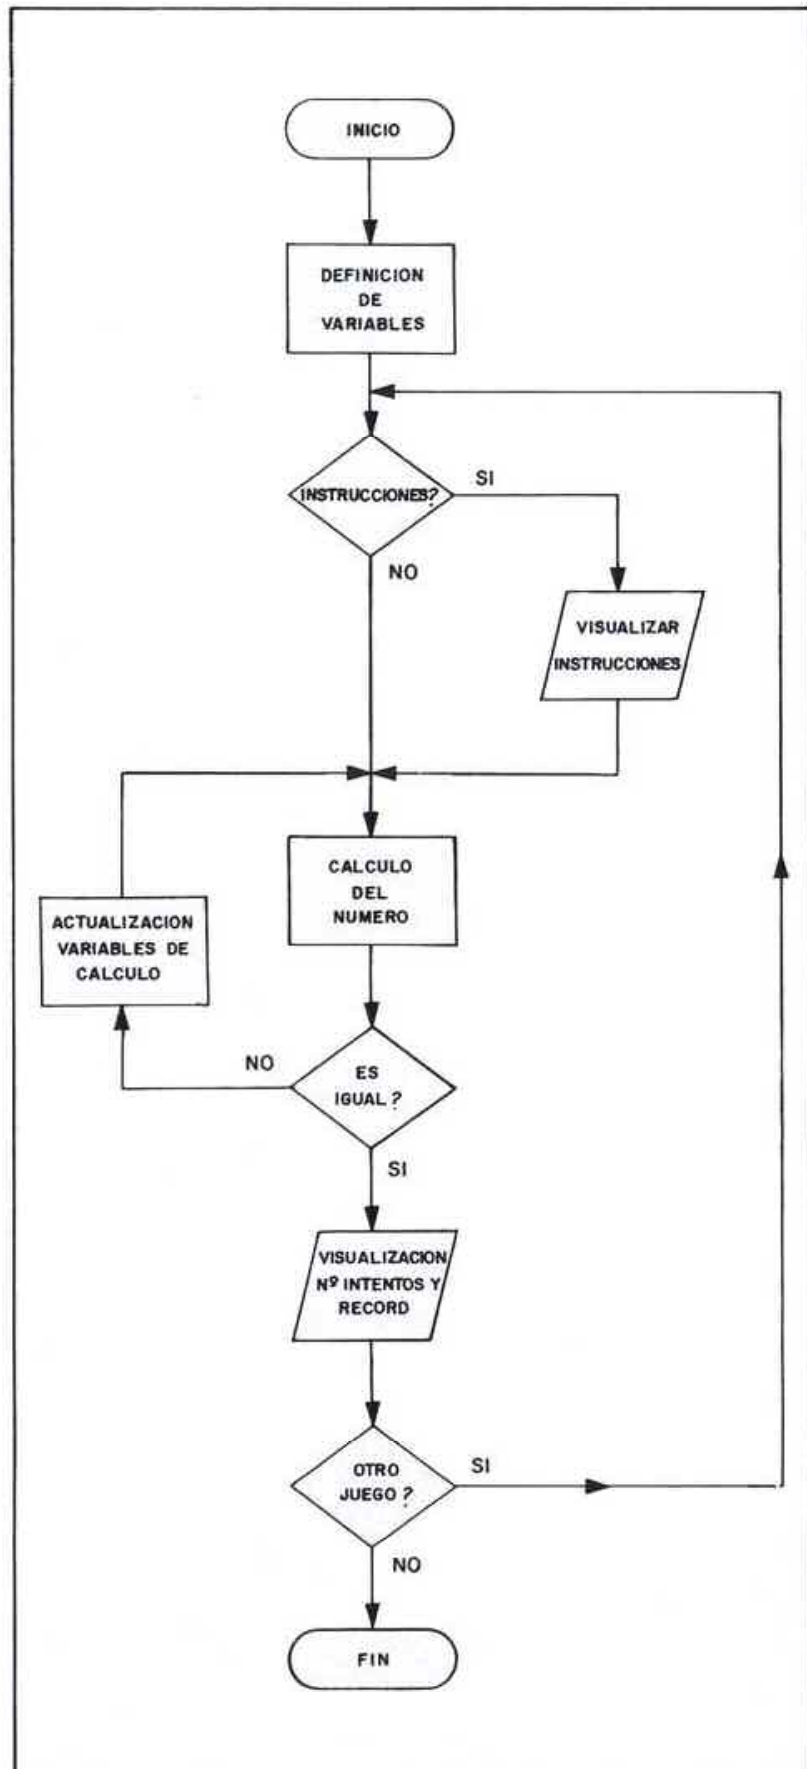 INICIO
DEFINICION
DE
VARIABLES
INSTRUCCIONES?
SI
NO
VISUALIZAR
INSTRUCCIONES
CALCULO
DEL
NUMERO
ACTUALIZACION
VARIABLES DE
CALCULO
NO
ES
IGUAL?
SI
VISUALIZACION
Nº INTENTOS Y
RECORD
OTRO
JUEGO?
SI
NO
FIN